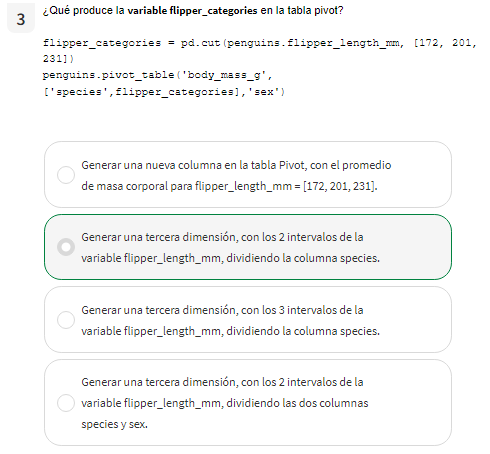 3
¿Qué produce la variable flipper_categories en la tabla pivot?
flipper_categories = pd.cut(penguins.flipper_length_mm, [172, 201,
231])
penguins.pivot_table('body_mass_g',
['species',flipper_categories],'sex')
Generar una nueva columna en la tabla Pivot, con el promedio
de masa corporal para flipper_length_mm = [172, 201, 231].
Generar una tercera dimensión, con los 2 intervalos de la
variable flipper_length_mm, dividiendo la columna species.
Generar una tercera dimensión, con los 3 intervalos de la
variable flipper_length_mm, dividiendo la columna species.
Generar una tercera dimensión, con los 2 intervalos de la
variable flipper_length_mm, dividiendo las dos columnas
species y sex.